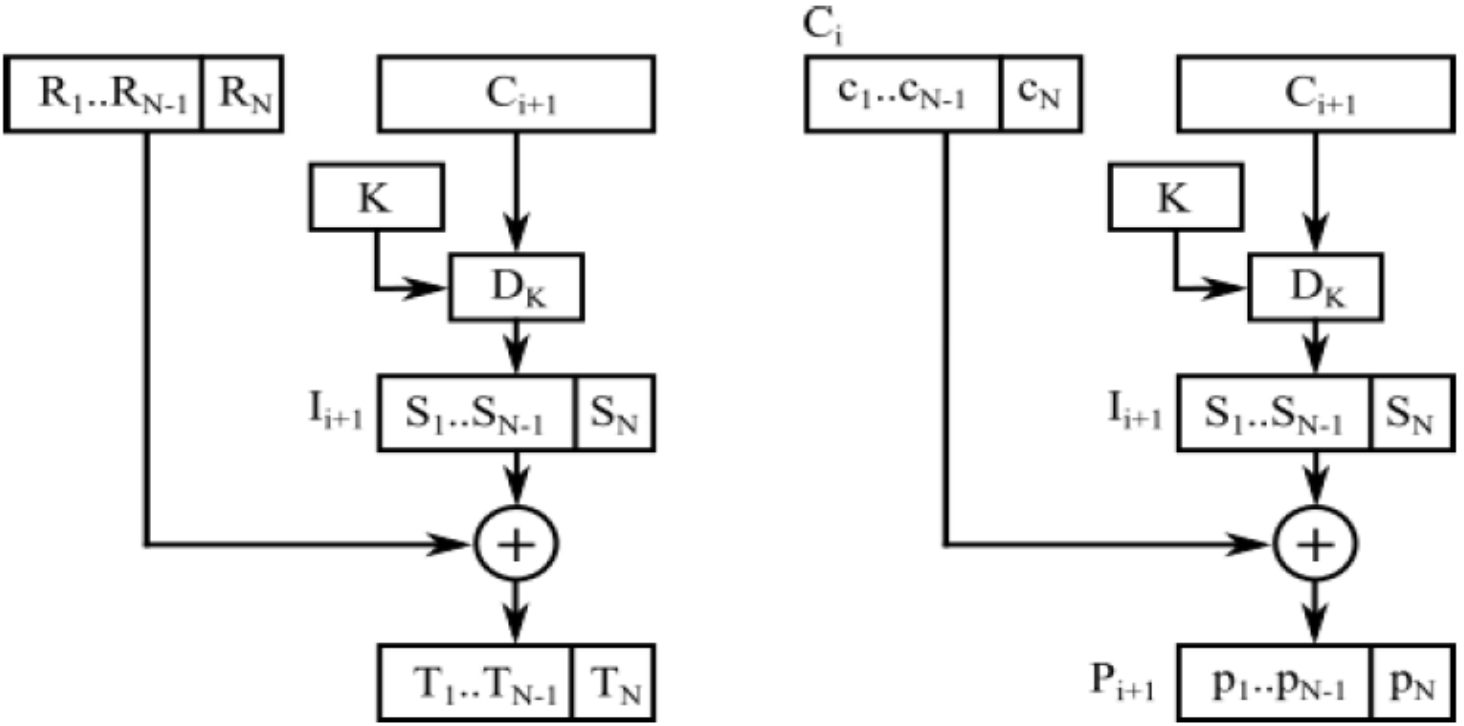 C_i
R_1..R_{N-1} R_N C_{i+1} c_1..c_{N-1} c_N C_{i+1}
K K
D_K D_K
I_{i+1} S_1..S_{N-1} S_N I_{i+1} S_1..S_{N-1} S_N
+ +
T_1..T_{N-1} T_N P_{i+1} p_1..p_{N-1} p_N